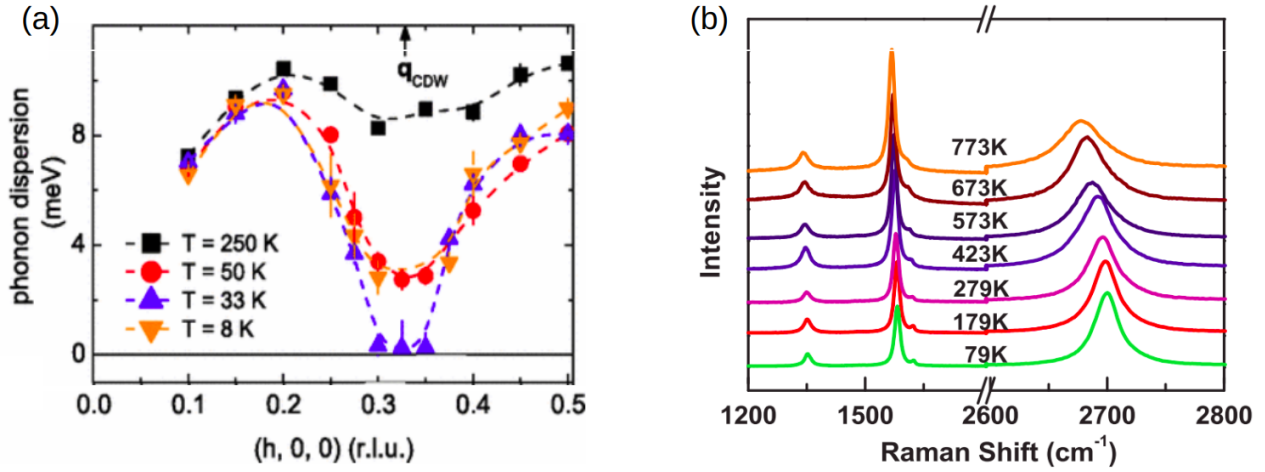 (a)
phonon dispersion
(meV)
8
4
0
q_CDW
T = 250 K
T = 50 K
T = 33 K
T = 8 K
0.0 0.1 0.2 0.3 0.4 0.5
(h, 0, 0) (r.l.u.)
(b)
Intensity
773K
673K
573K
423K
279K
179K
79K
1200 1500 2600 2700 2800
Raman Shift (cm⁻¹)